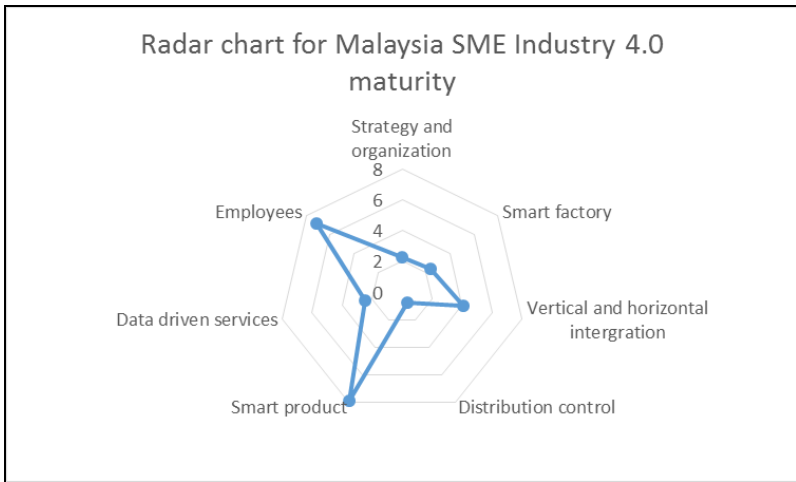 Radar chart for Malaysia SME Industry 4.0
maturity
Strategy and
organization
8
6
4
2
0
Smart factory
Vertical and horizontal
intergration
Distribution control
Smart product
Data driven services
Employees